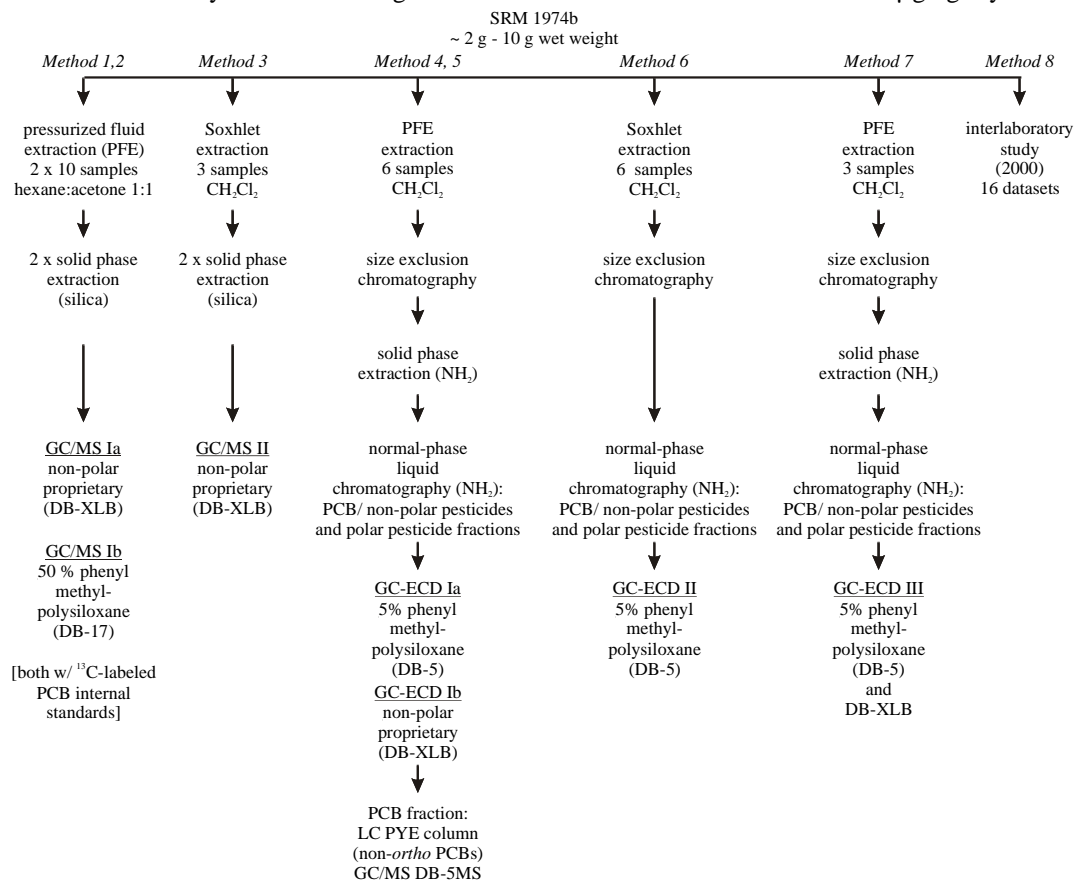 SRM 1974b
~ 2 g - 10 g wet weight
Method 1,2
Method 3
Method 4, 5
Method 6
Method 7
Method 8
pressurized fluid
extraction (PFE)
2 x 10 samples
hexane:acetone 1:1
2 x solid phase
extraction
(silica)
GC/MS Ia
non-polar
proprietary
(DB-XLB)
GC/MS Ib
50 % phenyl
methyl-
polysiloxane
(DB-17)
[both w/ ¹³C-labeled
PCB internal
standards]
Soxhlet
extraction
3 samples
CH₂Cl₂
2 x solid phase
extraction
(silica)
GC/MS II
non-polar
proprietary
(DB-XLB)
PFE
extraction
6 samples
CH₂Cl₂
size exclusion
chromatography
solid phase
extraction (NH₂)
normal-phase
liquid
chromatography (NH₂):
PCB/ non-polar pesticides
and polar pesticide fractions
GC-ECD Ia
5% phenyl
methyl-
polysiloxane
(DB-5)
GC-ECD Ib
non-polar
proprietary
(DB-XLB)
PCB fraction:
LC PYE column
(non-ortho PCBs)
GC/MS DB-5MS
Soxhlet
extraction
6 samples
CH₂Cl₂
size exclusion
chromatography
normal-phase
liquid
chromatography (NH₂):
PCB/ non-polar pesticides
and polar pesticide fractions
GC-ECD II
5% phenyl
methyl-
polysiloxane
(DB-5)
PFE
extraction
3 samples
CH₂Cl₂
size exclusion
chromatography
solid phase
extraction (NH₂)
normal-phase
liquid
chromatography (NH₂):
PCB/ non-polar pesticides
and polar pesticide fractions
GC-ECD III
5% phenyl
methyl-
polysiloxane
(DB-5)
and
DB-XLB
interlaboratory
study
(2000)
16 datasets